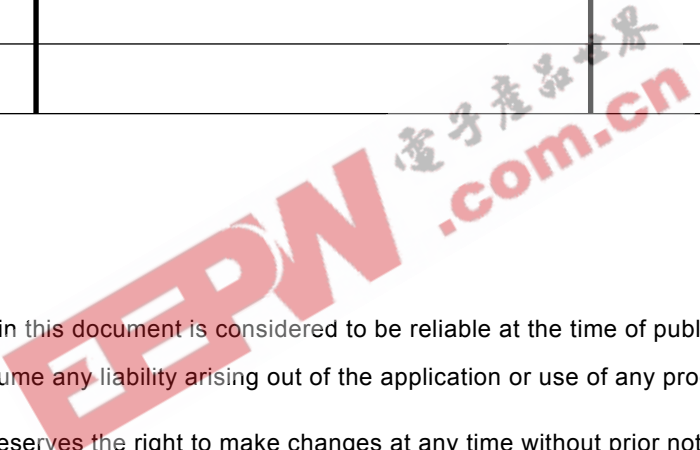 電子產品世界
EEPW.com.cn
in this document is considered to be reliable at the time of publ
ume any liability arising out of the application or use of any pro
eserves the right to make changes at any time without prior not